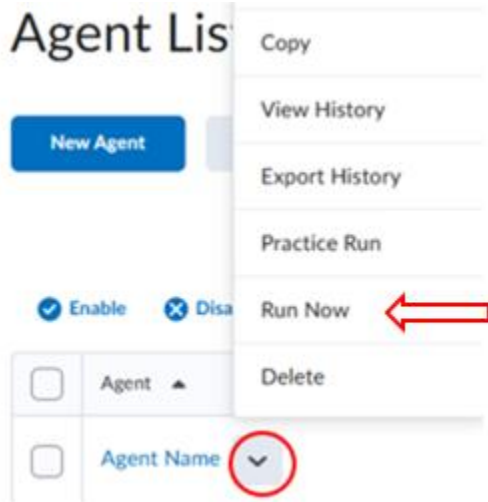 Agent Lis
Copy
View History
New Agent
Export History
Practice Run
Enable Disa Run Now
Delete
Agent
Agent Name